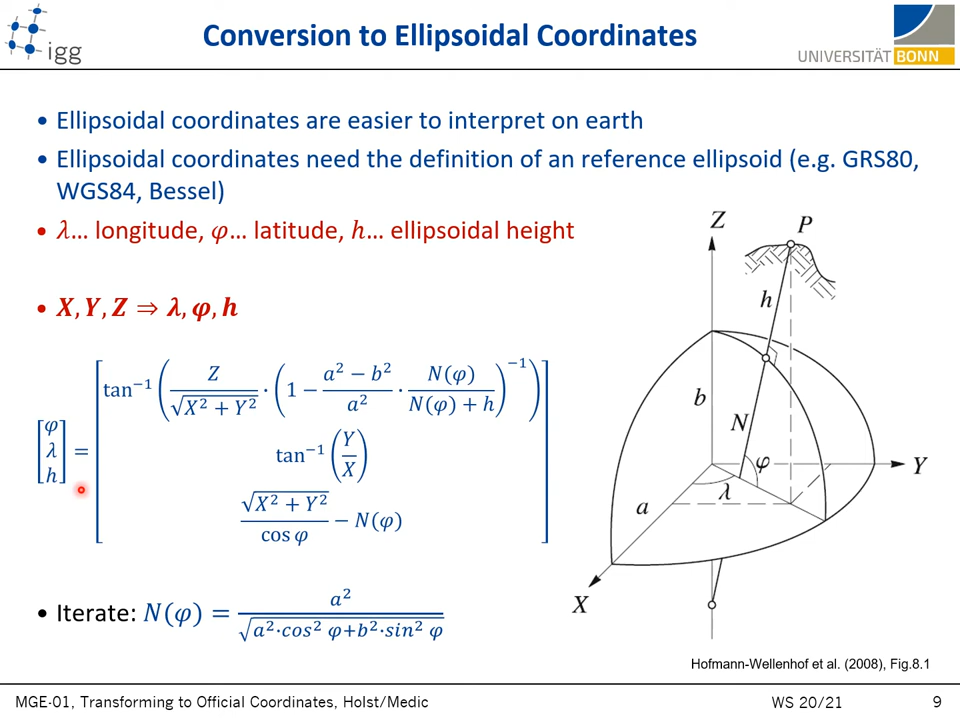 igg
Conversion to Ellipsoidal Coordinates
UNIVERSITÄT BONN
• Ellipsoidal coordinates are easier to interpret on earth
• Ellipsoidal coordinates need the definition of an reference ellipsoid (e.g. GRS80,
WGS84, Bessel)
• λ… longitude, φ… latitude, h… ellipsoidal height
• X, Y, Z ⇒ λ, φ, h
[φ λ h] = [tan⁻¹(Z/√(X² + Y²) · (1 − (a² − b²)/a² · N(φ)/(N(φ) + h))⁻¹)
tan⁻¹(Y/X)
√(X² + Y²)/cos φ − N(φ)]
• Iterate: N(φ) = a²/√(a²·cos² φ+b²·sin² φ)
Z
P
h
b
N
φ
Y
λ
a
X
Hofmann-Wellenhof et al. (2008), Fig.8.1
MGE-01, Transforming to Official Coordinates, Holst/Medic
WS 20/21
9